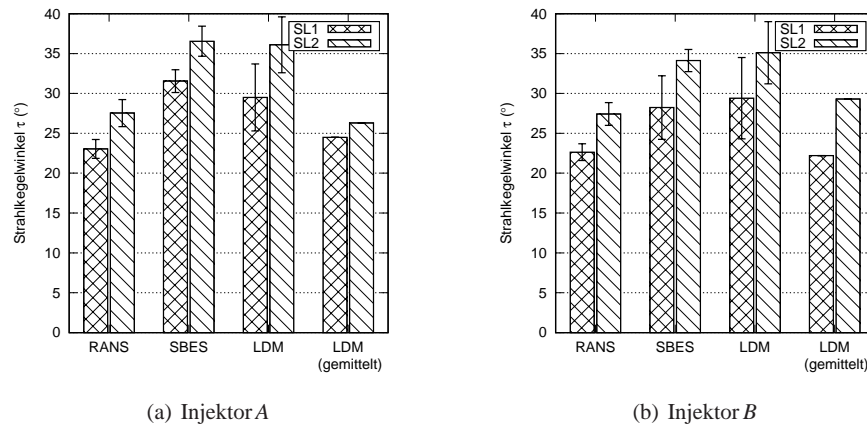 40
35
30
25
20
15
10
5
0
Strahlkegelwinkel τ (°)
SL1
SL2
RANS
SBES
LDM
LDM
(gemittelt)
(a) Injektor A
40
35
30
25
20
15
10
5
0
Strahlkegelwinkel τ (°)
SL1
SL2
RANS
SBES
LDM
LDM
(gemittelt)
(b) Injektor B